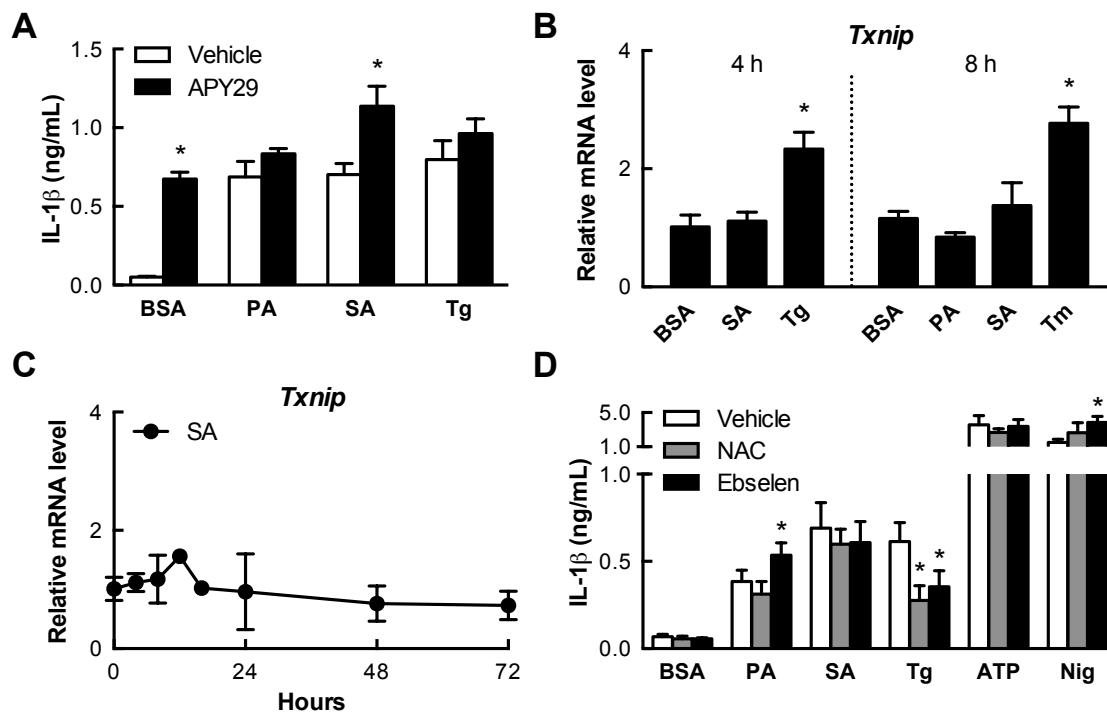 A
Vehicle
APY29
IL-1β (ng/mL)
1.5
1.0
0.5
0.0
BSA PA SA Tg
B
Txnip
4 h 8 h
Relative mRNA level
4
2
0
* *
BSA SA Tg BSA PA SA Tm
C
Txnip
SA
Relative mRNA level
4
2
0
0 24 48 72
Hours
D
Vehicle
NAC
Ebselen
IL-1β (ng/mL)
5.0
1.0
1.0
0.5
0.0
* * * *
BSA PA SA Tg ATP Nig